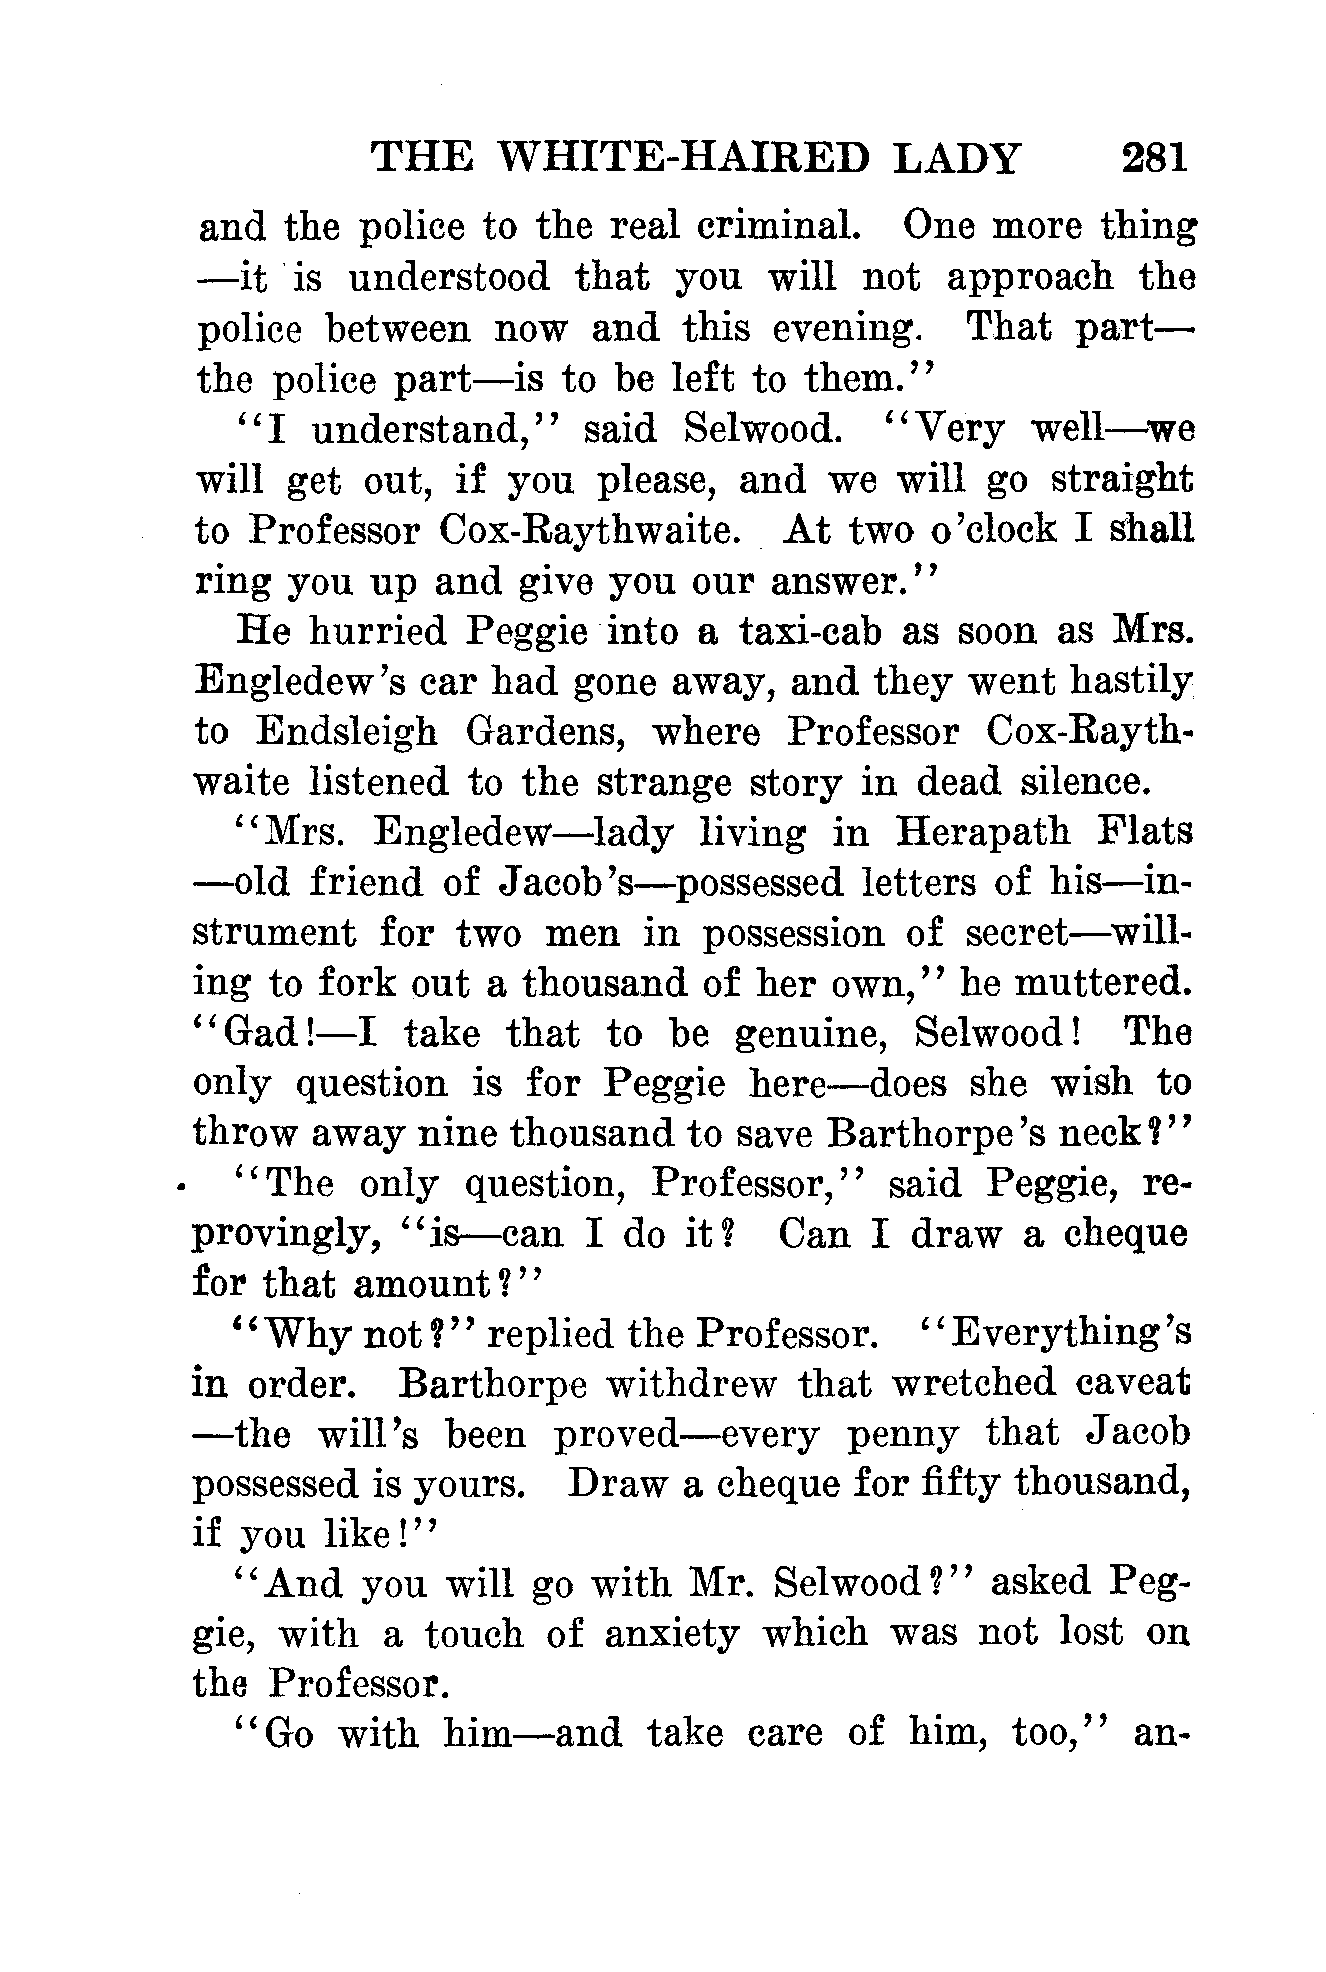 THE WHITE-HAIRED LADY 281
and the police to the real criminal. One more thing
—it is understood that you will not approach the
police between now and this evening. That part—
the police part—is to be left to them."
"I understand," said Selwood. "Very well—we
will get out, if you please, and we will go straight
to Professor Cox-Raythwaite. At two o'clock I shall
ring you up and give you our answer."
He hurried Peggie into a taxi-cab as soon as Mrs.
Engledew's car had gone away, and they went hastily
to Endsleigh Gardens, where Professor Cox-Rayth-
waite listened to the strange story in dead silence.
"Mrs. Engledew—lady living in Herapath Flats
—old friend of Jacob's—possessed letters of his—in-
strument for two men in possession of secret—will-
ing to fork out a thousand of her own," he muttered.
"Gad!—I take that to be genuine, Selwood! The
only question is for Peggie here—does she wish to
throw away nine thousand to save Barthorpe's neck?"
"The only question, Professor," said Peggie, re-
provingly, "is—can I do it? Can I draw a cheque
for that amount?"
"Why not?" replied the Professor. "Everything's
in order. Barthorpe withdrew that wretched caveat
—the will's been proved—every penny that Jacob
possessed is yours. Draw a cheque for fifty thousand,
if you like!"
"And you will go with Mr. Selwood?" asked Peg-
gie, with a touch of anxiety which was not lost on
the Professor.
"Go with him—and take care of him, too," an-